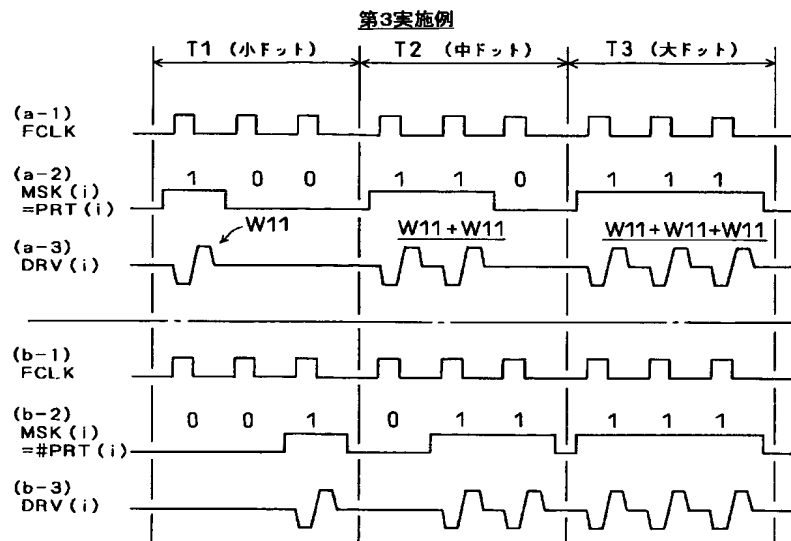 第3実施例
T1 (小ドット) T2 (中ドット) T3 (大ドット)
(a-1)
FCLK
(a-2) 1 0 0 1 1 0 1 1 1
MSK(i)
=PRT(i)
W11 W11+W11 W11+W11+W11
(a-3)
DRV(i)
(b-1)
FCLK
(b-2) 0 0 1 0 1 1 1 1 1
MSK(i)
=#PRT(i)
(b-3)
DRV(i)